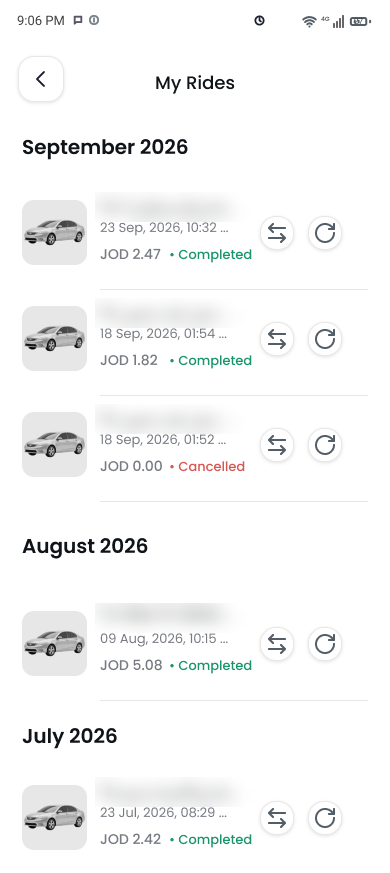 9:06 PM
4G
My Rides
September 2026
23 Sep, 2026, 10:32 ...
JOD 2.47 • Completed
18 Sep, 2026, 01:54 ...
JOD 1.82 • Completed
18 Sep, 2026, 01:52 ...
JOD 0.00 • Cancelled
August 2026
09 Aug, 2026, 10:15 ...
JOD 5.08 • Completed
July 2026
23 Jul, 2026, 08:29 ...
JOD 2.42 • Completed